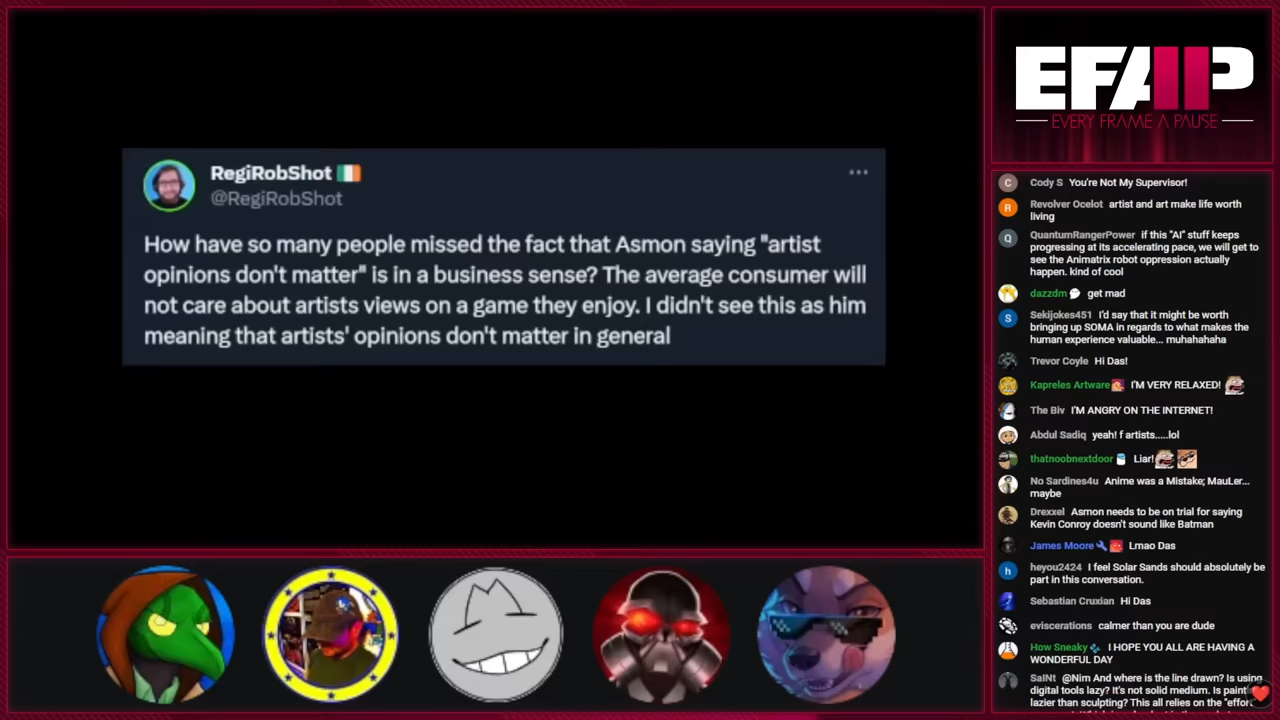 RegiRobShot
@RegiRobShot
How have so many people missed the fact that Asmon saying "artist
opinions don't matter" is in a business sense? The average consumer will
not care about artists views on a game they enjoy. I didn't see this as him
meaning that artists' opinions don't matter in general
EFAP
EVERY FRAME A PAUSE
C Cody S You're Not My Supervisor!
R Revolver Ocelot artist and art make life worth
living
Q QuantumRangerPower if this "AI" stuff keeps
progressing at its accelerating pace, we will get to
see the Animatrix robot oppression actually
happen. kind of cool
dazzdm get mad
S Sekijokes451 I'd say that it might be worth
bringing up SOMA in regards to what makes the
human experience valuable... muhahahaha
Trevor Coyle Hi Das!
Kapreles Artware I'M VERY RELAXED!
The Biv I'M ANGRY ON THE INTERNET!
Abdul Sadiq yeah! f artists.....lol
thatnoobnextdoor Liar!
No Sardines4u Anime was a Mistake; MauLer...
maybe
Drexxel Asmon needs to be on trial for saying
Kevin Conroy doesn't sound like Batman
James Moore Lmao Das
h heyou2424 I feel Solar Sands should absolutely be
part in this conversation.
Sebastian Cruxian Hi Das
eviscerations calmer than you are dude
How Sneaky I HOPE YOU ALL ARE HAVING A
WONDERFUL DAY
SaINt @Nim And where is the line drawn? Is using
digital tools lazy? It's not solid medium. Is
lazier than sculpting? This all relies on the